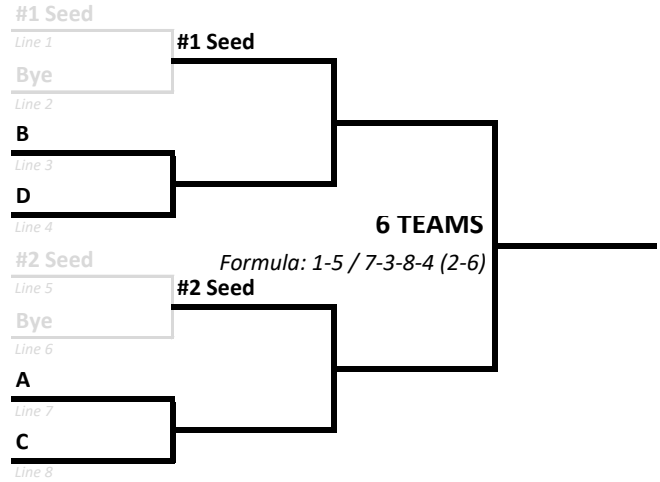 #1 Seed
Line 1
#1 Seed
Bye
Line 2
B
Line 3
D
Line 4
6 TEAMS
#2 Seed
Formula: 1-5 / 7-3-8-4 (2-6)
Line 5
#2 Seed
Bye
Line 6
A
Line 7
C
Line 8